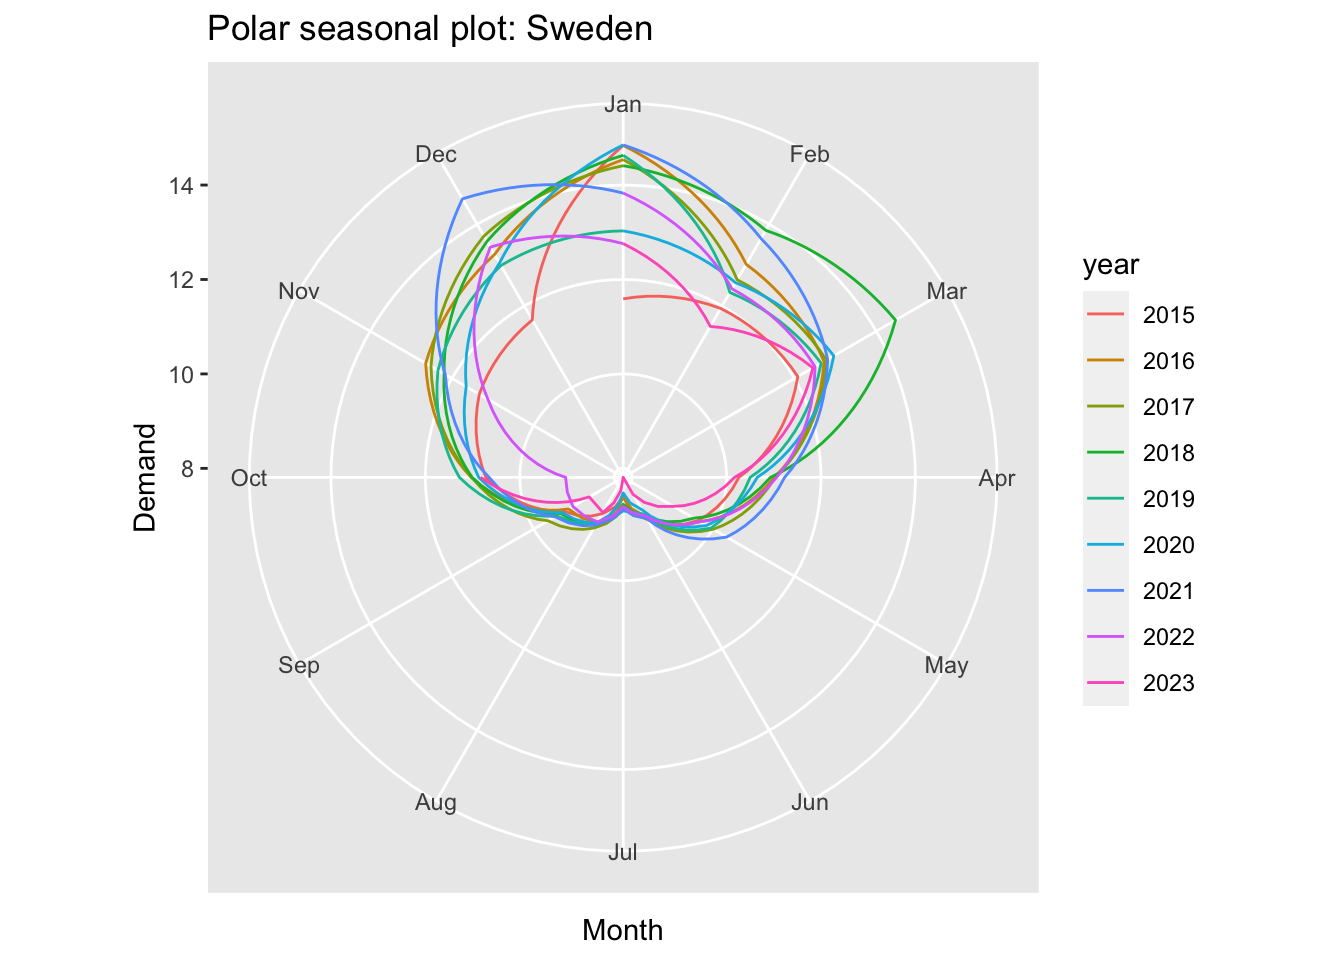 Polar seasonal plot: Sweden
Jan
Dec
Feb
14
12
Nov
Mar
10
8
Oct
Apr
Sep
May
Aug
Jun
Jul
Demand
Month
year
2015
2016
2017
2018
2019
2020
2021
2022
2023